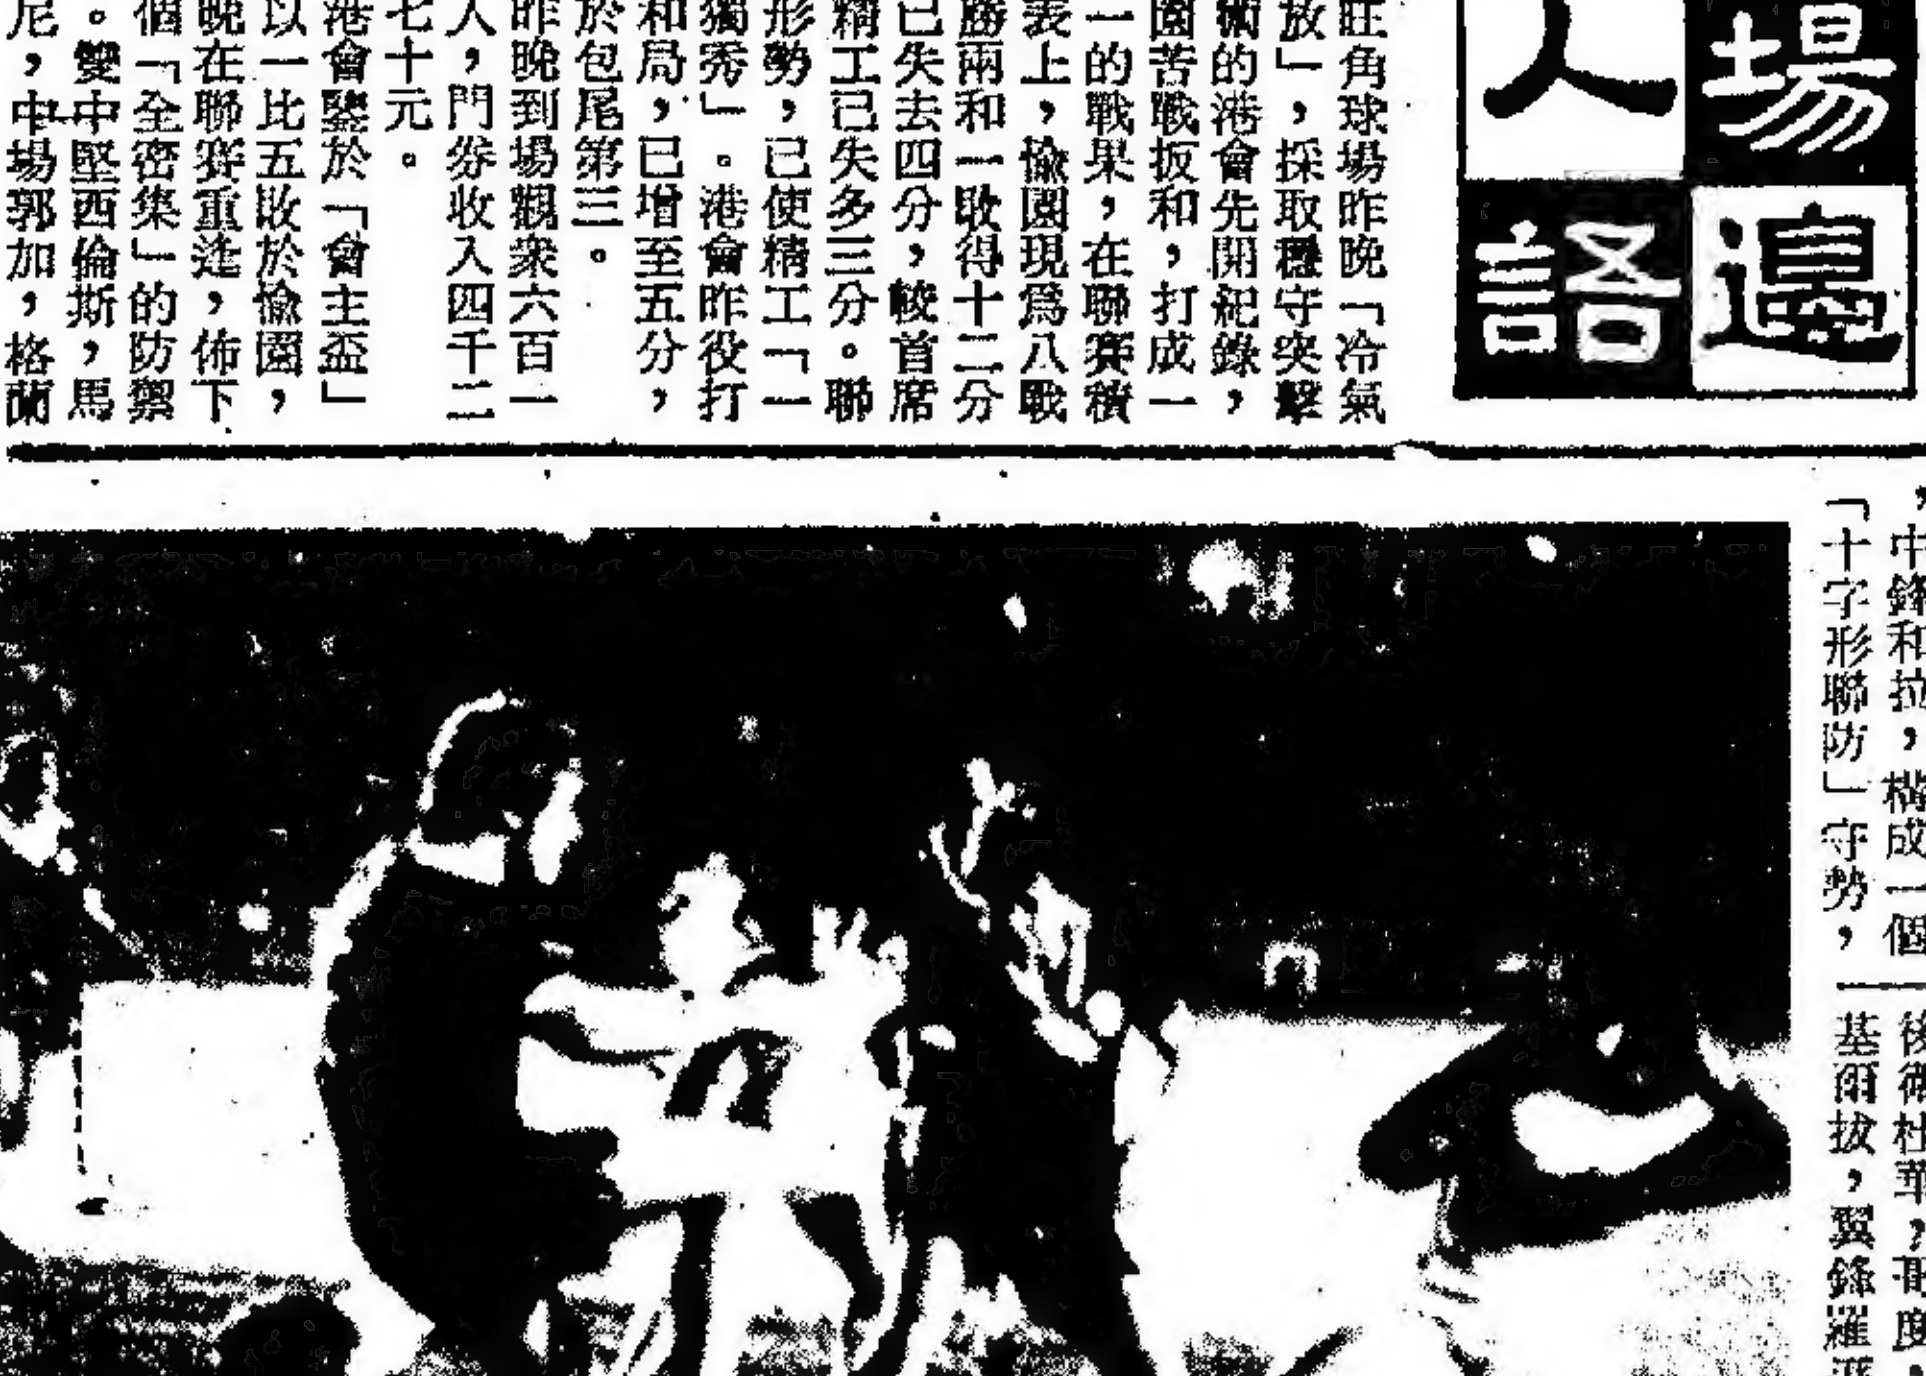 場邊人語
旺角球場昨晚「冷氣
放」，採取穩守突擊
術的港會先開紀錄，
園苦戰扳和，打成一
一的戰果，在聯賽積
表上，愉園現爲八戰
勝兩和一敗得十二分
已失去四分，較首席
精工已失多三分。聯
形勢，已使精工「一
獨秀」。港會昨役打
和局，已增至五分，
於包尾第三。
昨晚到場觀衆六百一
人，門券收入四千二
七十元。
港會鑒於「會主盃」
以一比五敗於愉園，
晚在聯賽重逢，佈下
個「全密集」的防禦
。雙中堅西倫斯，馬
尼，中場郭加，格蘭
，中鋒和拉，構成一個
「十字形聯防」守勢，
後衛杜華，哥度，
基爾拔，翼鋒羅